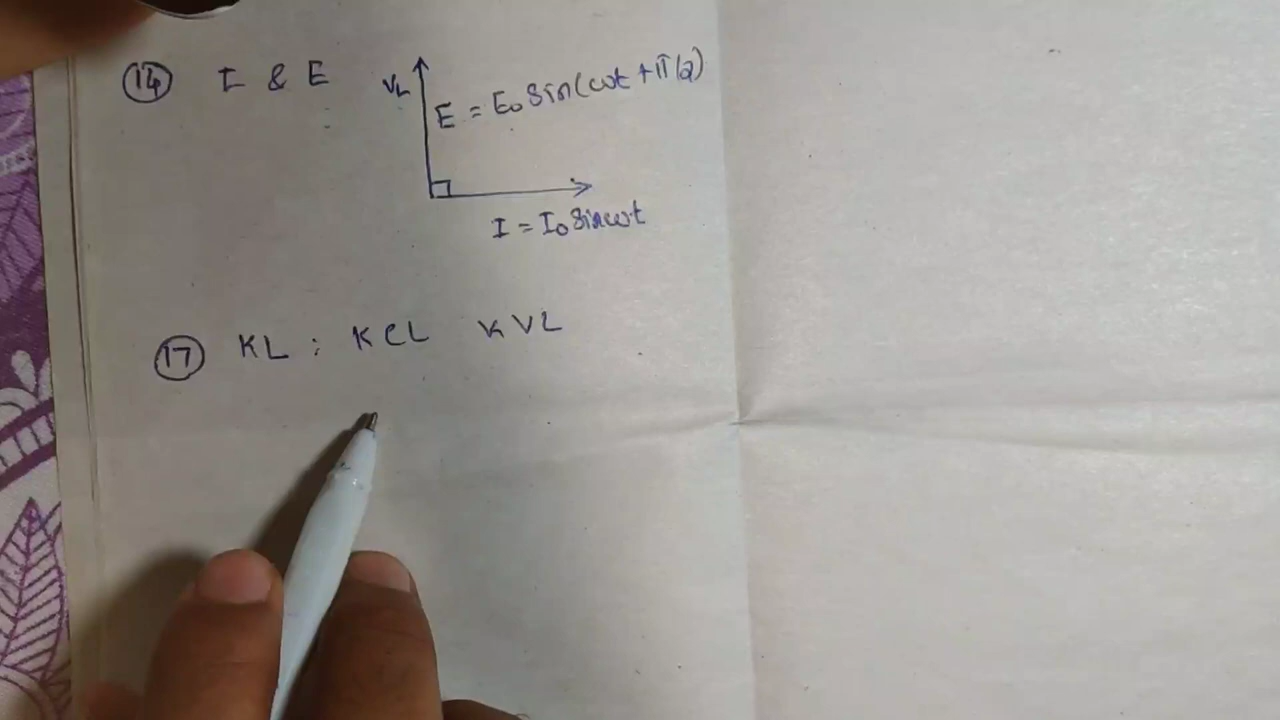 14 I & E
VL
E = E₀ sin(ωt + π/2)
I = I₀ sinωt
17 KL : KCL KVL